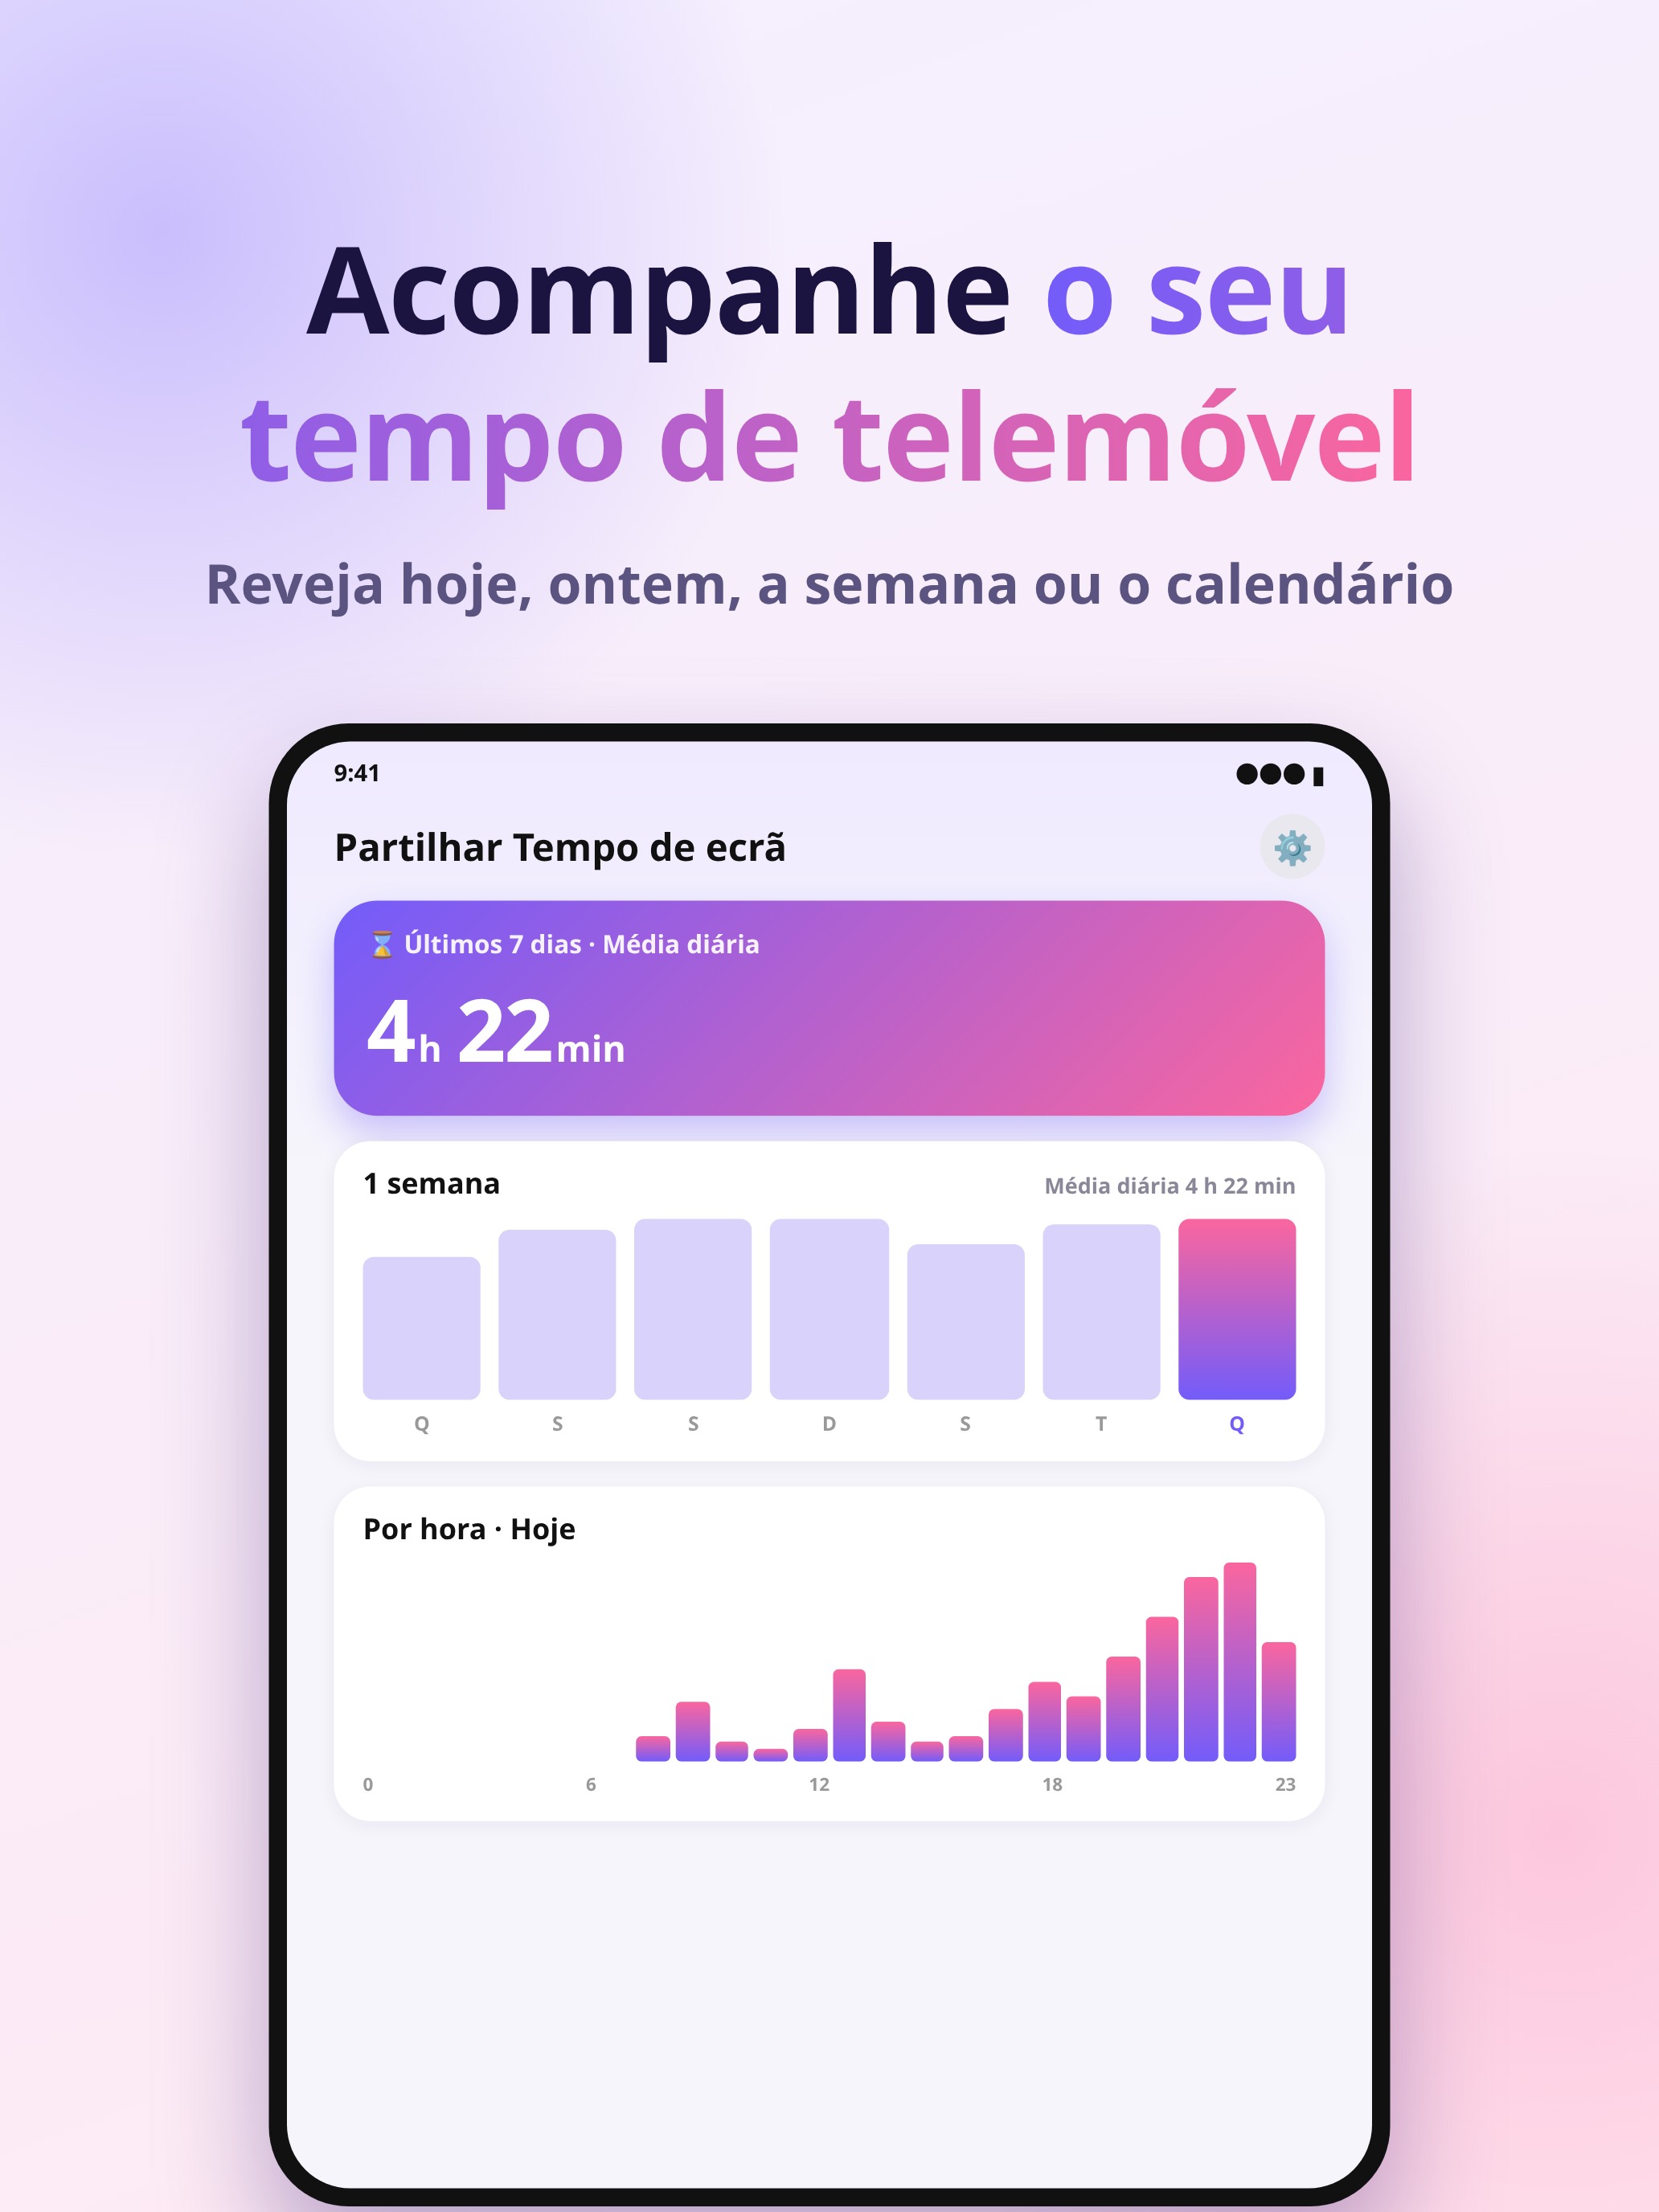 Acompanhe o seu
tempo de telemóvel
Reveja hoje, ontem, a semana ou o calendário
9:41
Partilhar Tempo de ecrã
⌛ Últimos 7 dias · Média diária
4h 22min
1 semana
Média diária 4 h 22 min
Q S S D S T Q
Por hora · Hoje
0 6 12 18 23